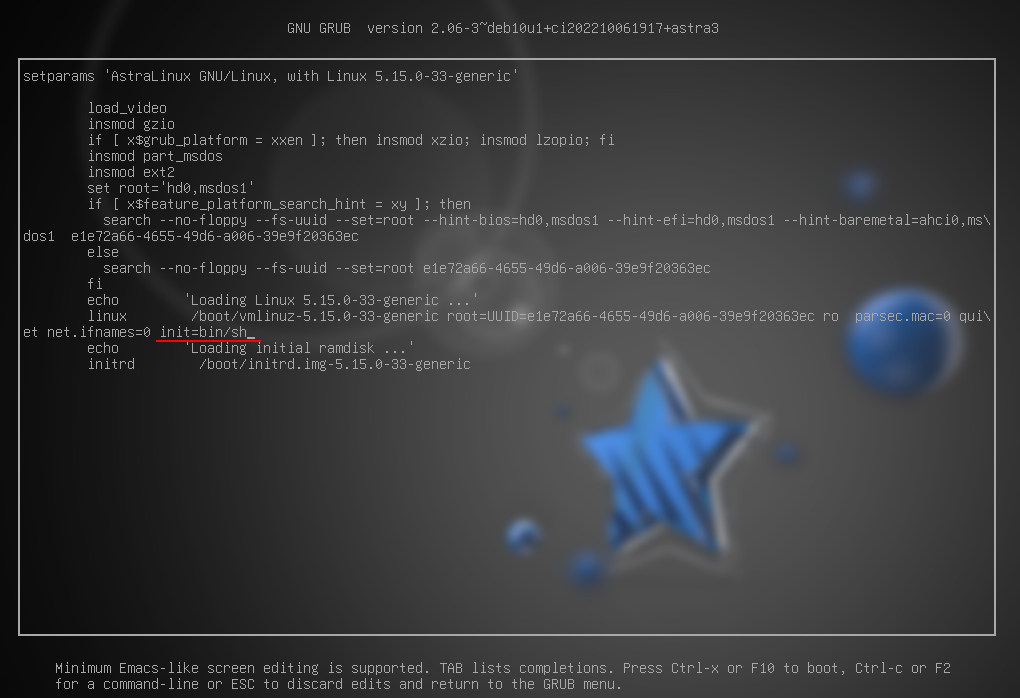 GNU GRUB  version 2.06-3~deb10u1+ci202210061917+astra3
setparams 'AstraLinux GNU/Linux, with Linux 5.15.0-33-generic'
load_video
insmod gzio
if [ x$grub_platform = xxen ]; then insmod xzio; insmod lzopio; fi
insmod part_msdos
insmod ext2
set root='hd0,msdos1'
if [ x$feature_platform_search_hint = xy ]; then
search --no-floppy --fs-uuid --set=root --hint-bios=hd0,msdos1 --hint-efi=hd0,msdos1 --hint-baremetal=ahci0,ms\
dos1  e1e72a66-4655-49d6-a006-39e9f20363ec
else
search --no-floppy --fs-uuid --set=root e1e72a66-4655-49d6-a006-39e9f20363ec
fi
echo        'Loading Linux 5.15.0-33-generic ...'
linux        /boot/vmlinuz-5.15.0-33-generic root=UUID=e1e72a66-4655-49d6-a006-39e9f20363ec ro  parsec.mac=0 qui\
et net.ifnames=0 init=bin/sh_
echo        'Loading initial ramdisk ...'
initrd        /boot/initrd.img-5.15.0-33-generic
Minimum Emacs-like screen editing is supported. TAB lists completions. Press Ctrl-x or F10 to boot, Ctrl-c or F2
for a command-line or ESC to discard edits and return to the GRUB menu.